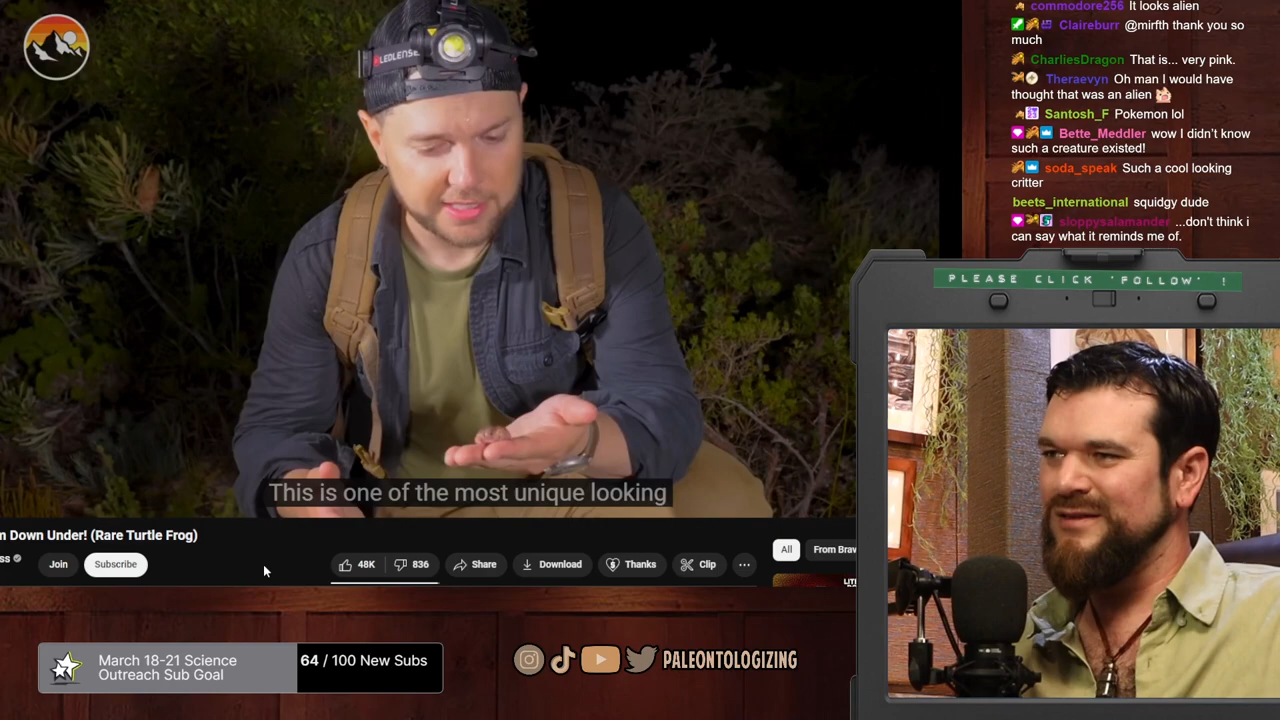 commodore256 It looks alien
Claireburr @mirfth thank you so
much
CharliesDragon That is... very pink.
Theraevyn Oh man I would have
thought that was an alien
Santosh_F Pokemon lol
Bette_Meddler wow I didn't know
such a creature existed!
soda_speak Such a cool looking
critter
beets_international squidgy dude
sloppysalamander ...don't think i
can say what it reminds me of.
LEDLENSER
PLEASE CLICK 'FOLLOW' !
This is one of the most unique looking
m Down Under! (Rare Turtle Frog)
ss
Join
Subscribe
48K
836
Share
Download
Thanks
Clip
All
From Brav
March 18-21 Science
Outreach Sub Goal
64 / 100 New Subs
PALEONTOLOGIZING